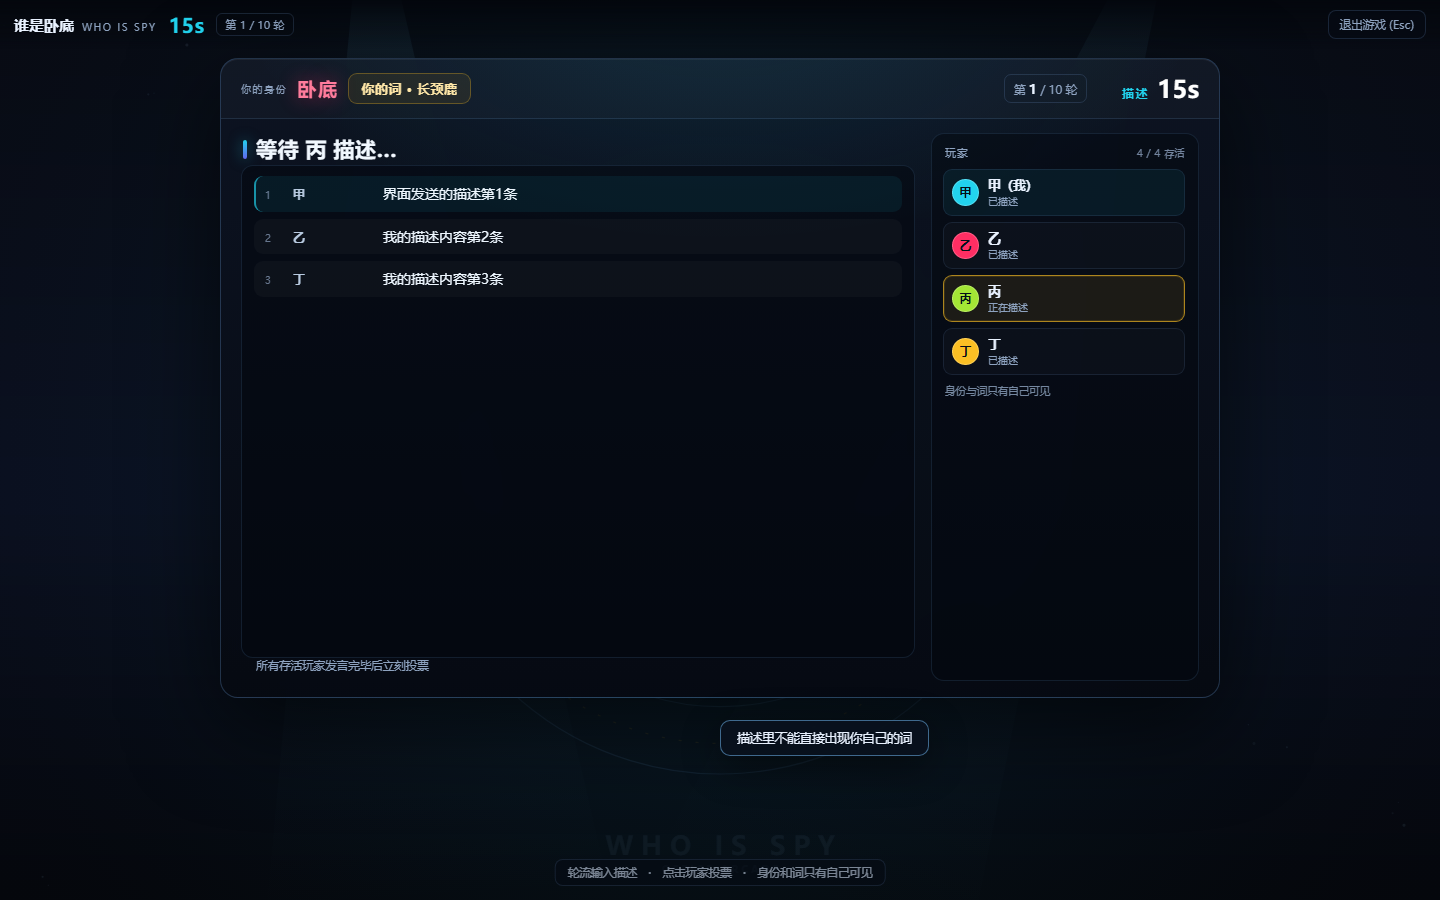 谁是卧底 WHO IS SPY 15s 第 1 / 10 轮
退出游戏 (Esc)
你的身份 卧底 你的词 • 长颈鹿
第 1 / 10 轮 描述 15s
等待 丙 描述...
1 甲 界面发送的描述第1条
2 乙 我的描述内容第2条
3 丁 我的描述内容第3条
所有存活玩家发言完毕后立刻投票
玩家 4 / 4 存活
甲 甲 (我)
已描述
乙 乙
已描述
丙 丙
正在描述
丁 丁
已描述
身份与词只有自己可见
描述里不能直接出现你自己的词
WHO IS SPY
轮流输入描述 · 点击玩家投票 · 身份和词只有自己可见